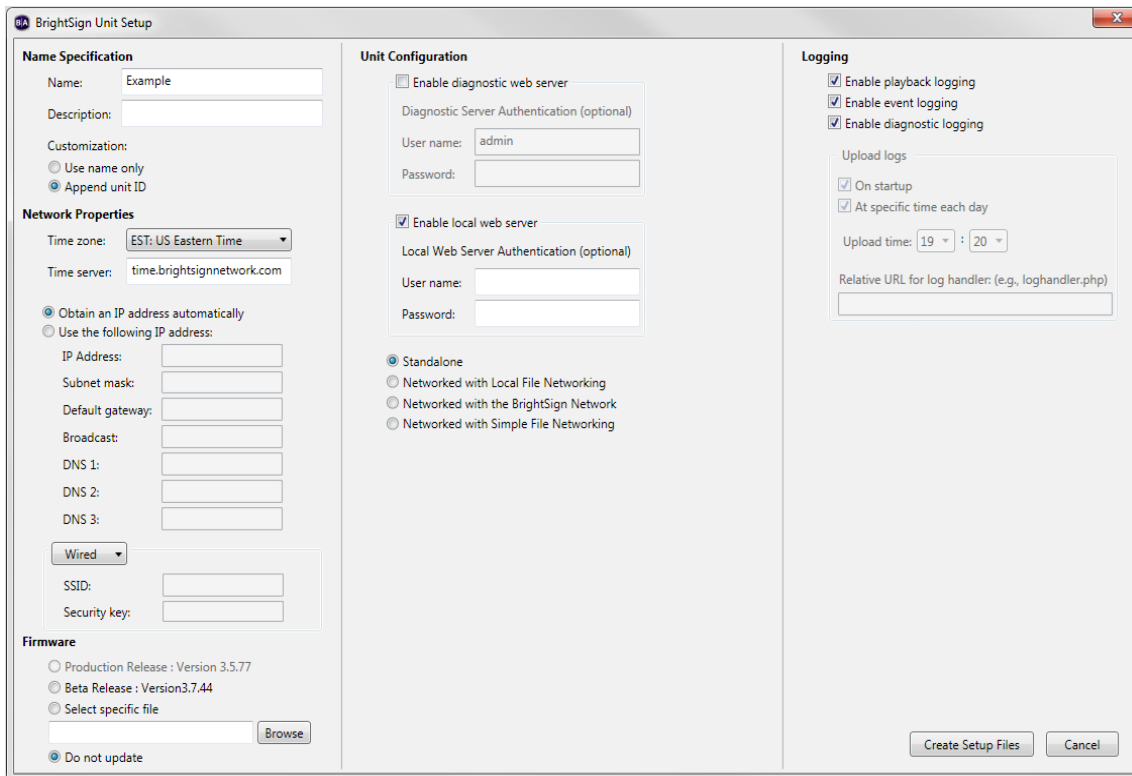 BrightSign Unit Setup
Name Specification
Name: Example
Description:
Customization:
Use name only
Append unit ID
Network Properties
Time zone: EST: US Eastern Time
Time server: time.brightsignnetwork.com
Obtain an IP address automatically
Use the following IP address:
IP Address:
Subnet mask:
Default gateway:
Broadcast:
DNS 1:
DNS 2:
DNS 3:
Wired
SSID:
Security key:
Firmware
Production Release : Version 3.5.77
Beta Release : Version3.7.44
Select specific file
Browse
Do not update
Unit Configuration
Enable diagnostic web server
Diagnostic Server Authentication (optional)
User name: admin
Password:
Enable local web server
Local Web Server Authentication (optional)
User name:
Password:
Standalone
Networked with Local File Networking
Networked with the BrightSign Network
Networked with Simple File Networking
Logging
Enable playback logging
Enable event logging
Enable diagnostic logging
Upload logs
On startup
At specific time each day
Upload time: 19 : 20
Relative URL for log handler: (e.g., loghandler.php)
Create Setup Files Cancel